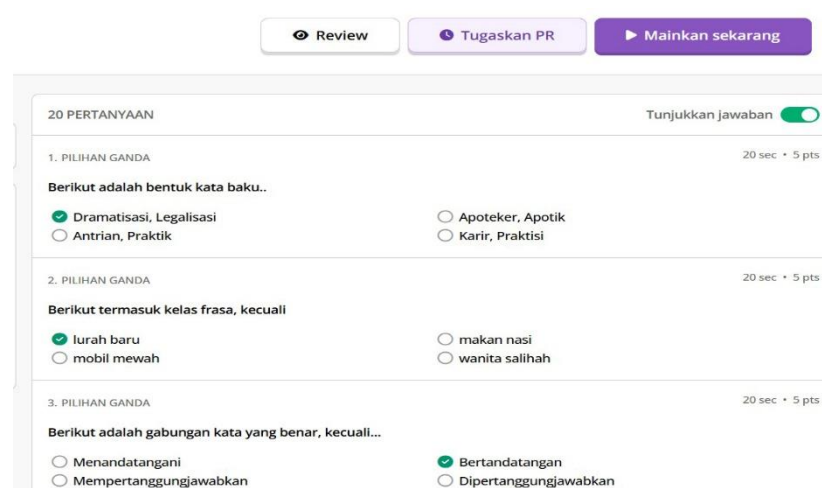 Review Tugaskan PR Mainkan sekarang
20 PERTANYAAN Tunjukkan jawaban
1. PILIHAN GANDA 20 sec • 5 pts
Berikut adalah bentuk kata baku..
Dramatisasi, Legalisasi Apoteker, Apotik
Antrian, Praktik Karir, Praktisi
2. PILIHAN GANDA 20 sec • 5 pts
Berikut termasuk kelas frasa, kecuali
lurah baru makan nasi
mobil mewah wanita salihah
3. PILIHAN GANDA 20 sec • 5 pts
Berikut adalah gabungan kata yang benar, kecuali...
Menandatangani Bertandatangan
Mempertanggungjawabkan Dipertanggungjawabkan